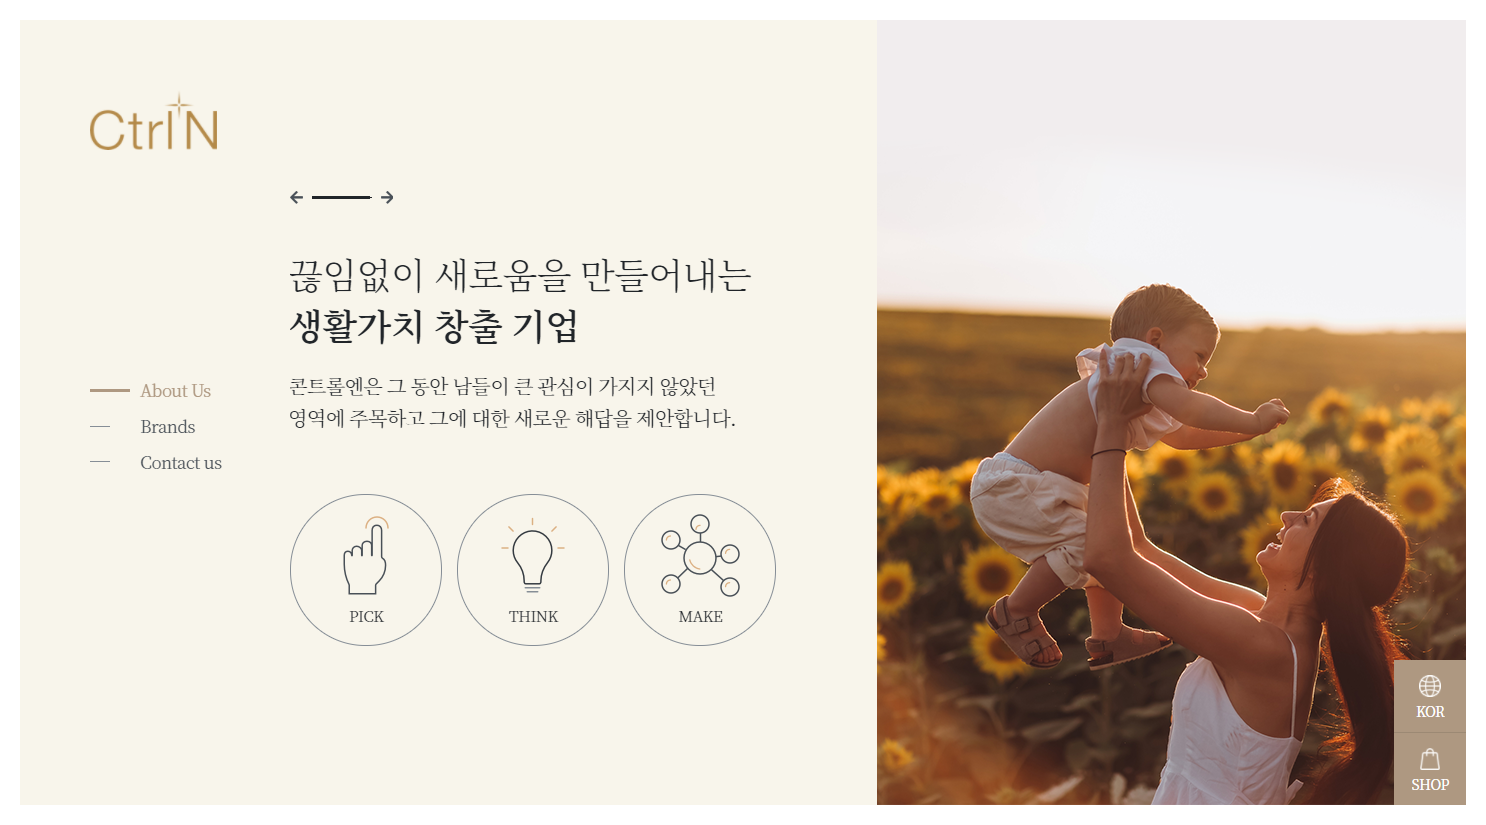 CtrlN
끊임없이 새로움을 만들어내는
생활가치 창출 기업
콘트롤엔은 그 동안 남들이 큰 관심이 가지지 않았던
영역에 주목하고 그에 대한 새로운 해답을 제안합니다.
About Us
Brands
Contact us
PICK
THINK
MAKE
KOR
SHOP